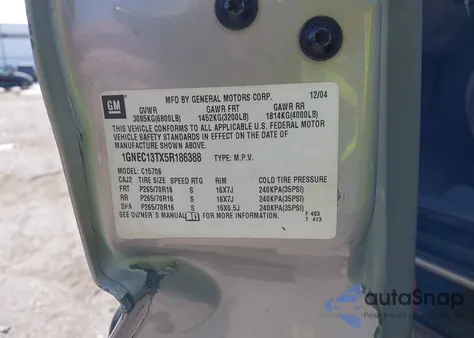 GM
MFD BY GENERAL MOTORS CORP. 12/04
GVWR GAWR FRT GAWR RR
3085KG(6800LB) 1452KG(3200LB) 1814KG(4000LB)
THIS VEHICLE CONFORMS TO ALL APPLICABLE U.S. FEDERAL MOTOR
VEHICLE SAFETY STANDARDS IN EFFECT ON THE DATE OF
MANUFACTURE SHOWN ABOVE.
1GNEC13TX5R186388 TYPE: M.P.V.
MODEL: C15706
CAJ2 TIRE SIZE SPEED RTG RIM COLD TIRE PRESSURE
FRT P265/70R16 S 16X7J 240KPA(35PSI)
RR P265/70R16 S 16X7J 240KPA(35PSI)
SPA P265/70R16 S 16X6.5J 240KPA(35PSI)
SEE OWNER'S MANUAL F 403
T 413
autoSnap